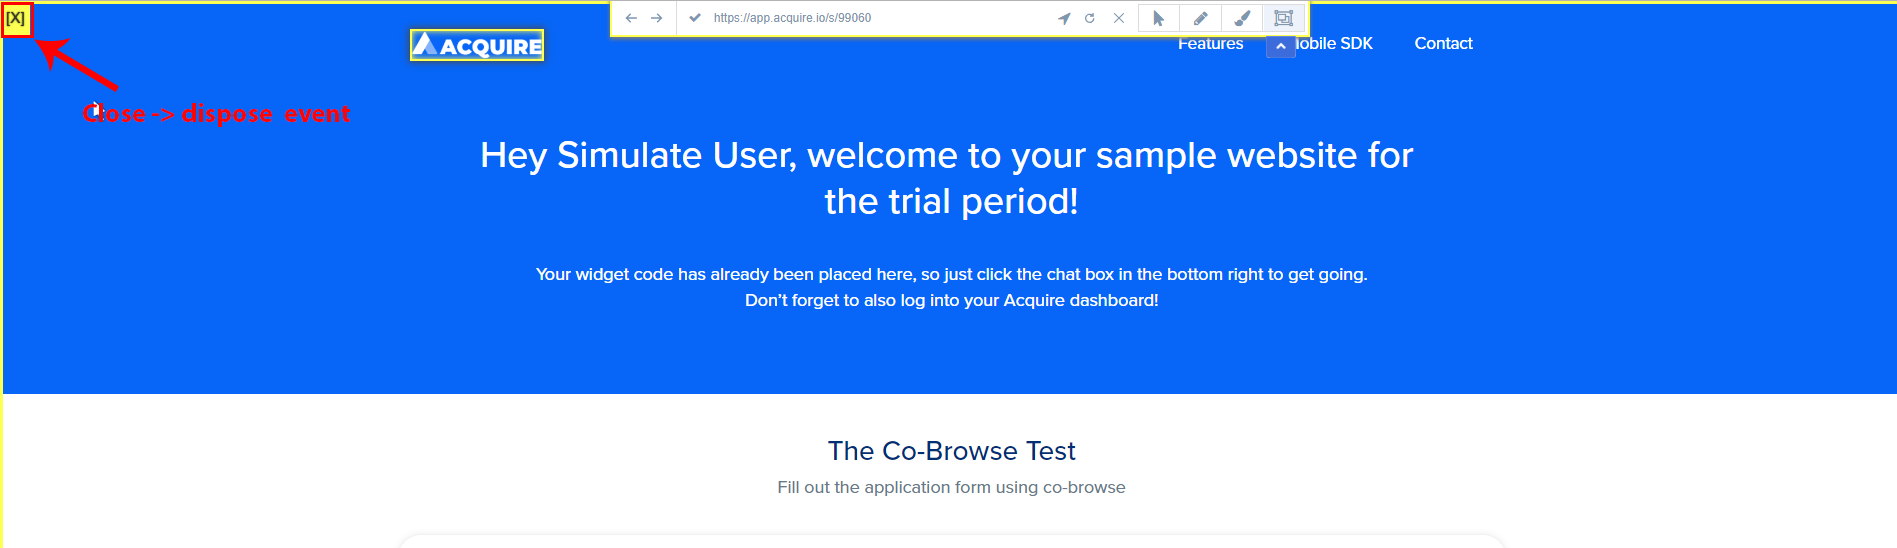 [X]
https://app.acquire.io/s/99060
ACQUIRE
Features
obile SDK
Contact
Close -> dispose event
Hey Simulate User, welcome to your sample website for
the trial period!
Your widget code has already been placed here, so just click the chat box in the bottom right to get going.
Don't forget to also log into your Acquire dashboard!
The Co-Browse Test
Fill out the application form using co-browse